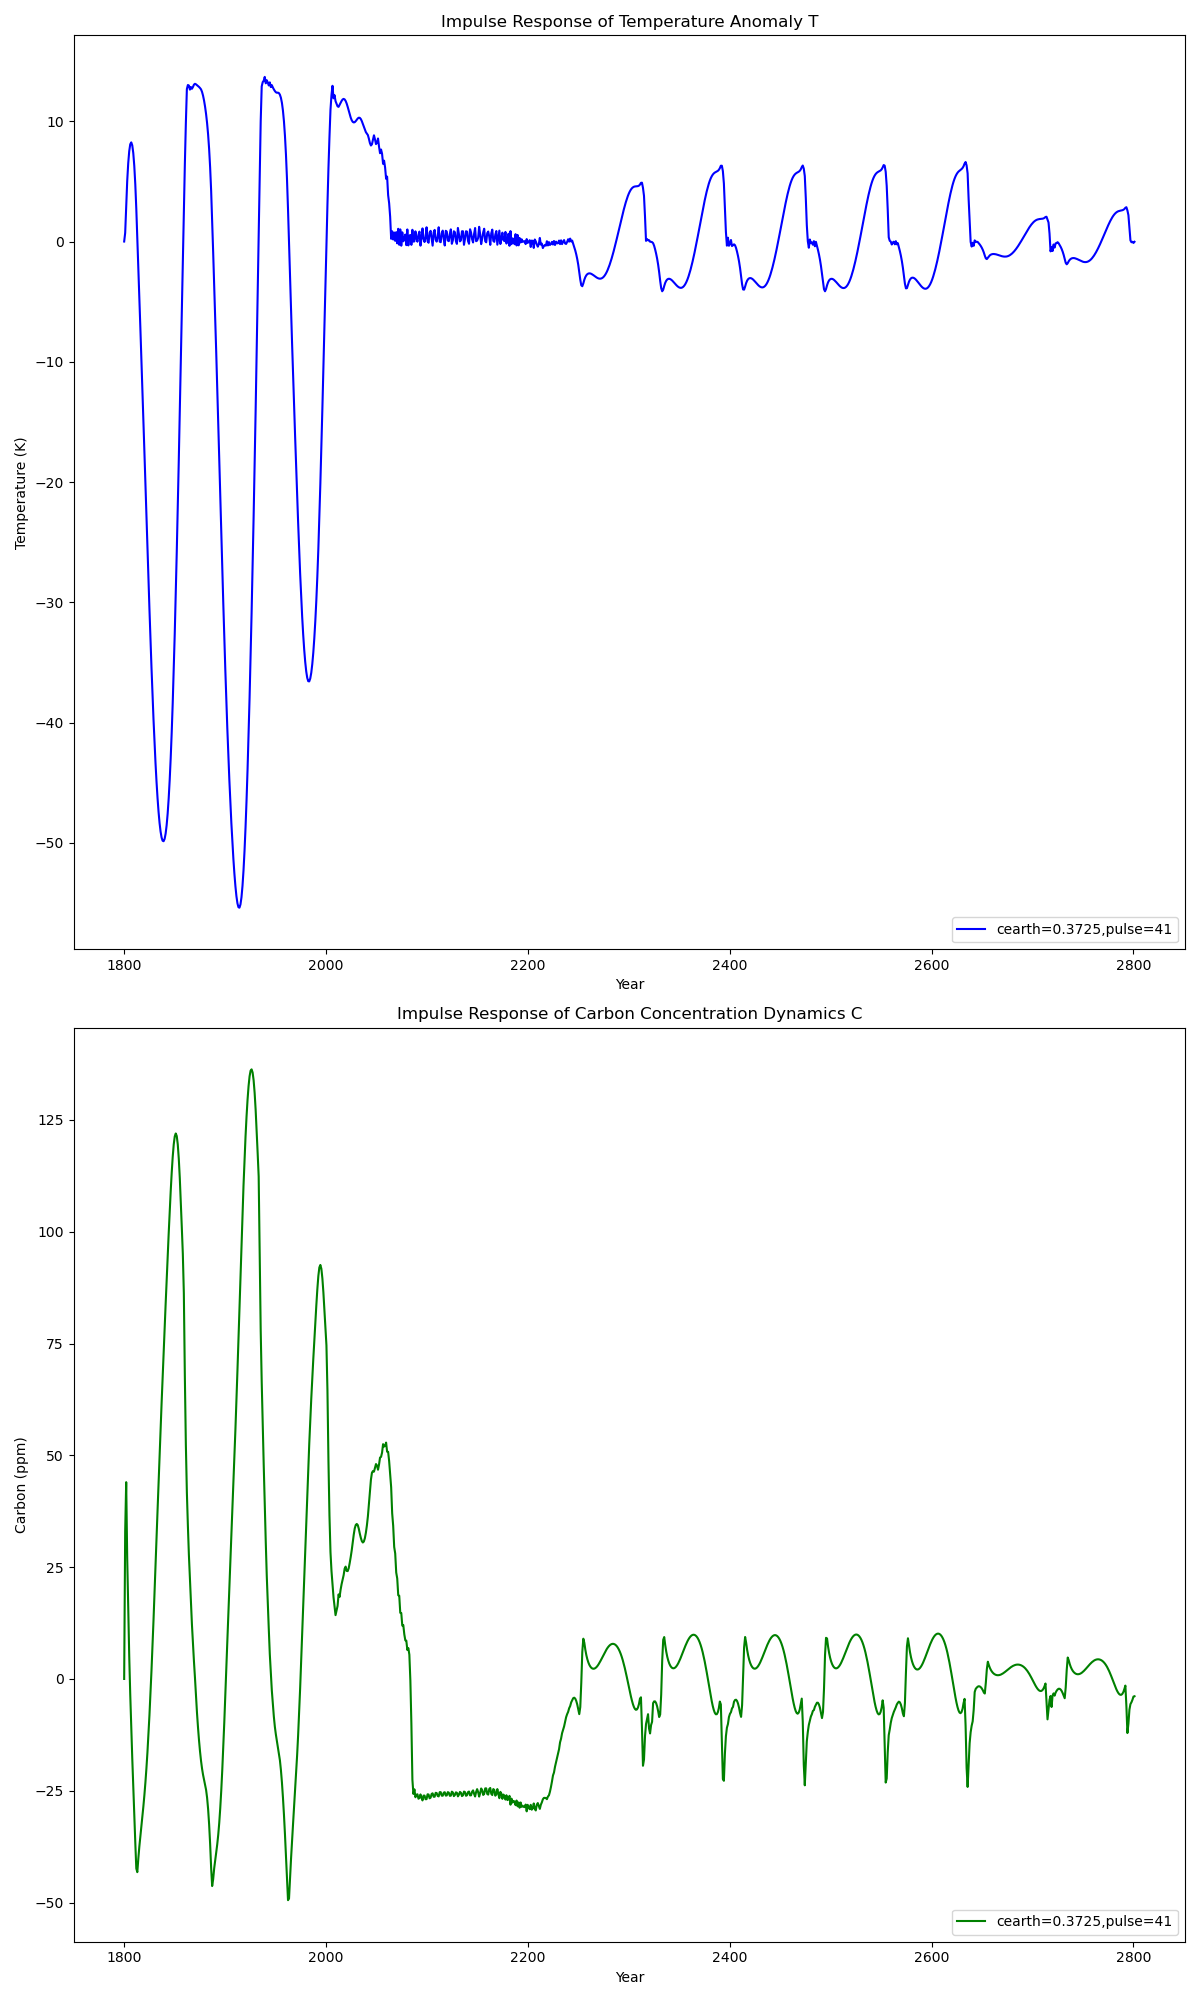 Impulse Response of Temperature Anomaly T
10
0
−10
−20
−30
−40
−50
Temperature (K)
cearth=0.3725,pulse=41
1800 2000 2200 2400 2600 2800
Year
Impulse Response of Carbon Concentration Dynamics C
125
100
75
50
25
0
−25
−50
Carbon (ppm)
cearth=0.3725,pulse=41
1800 2000 2200 2400 2600 2800
Year